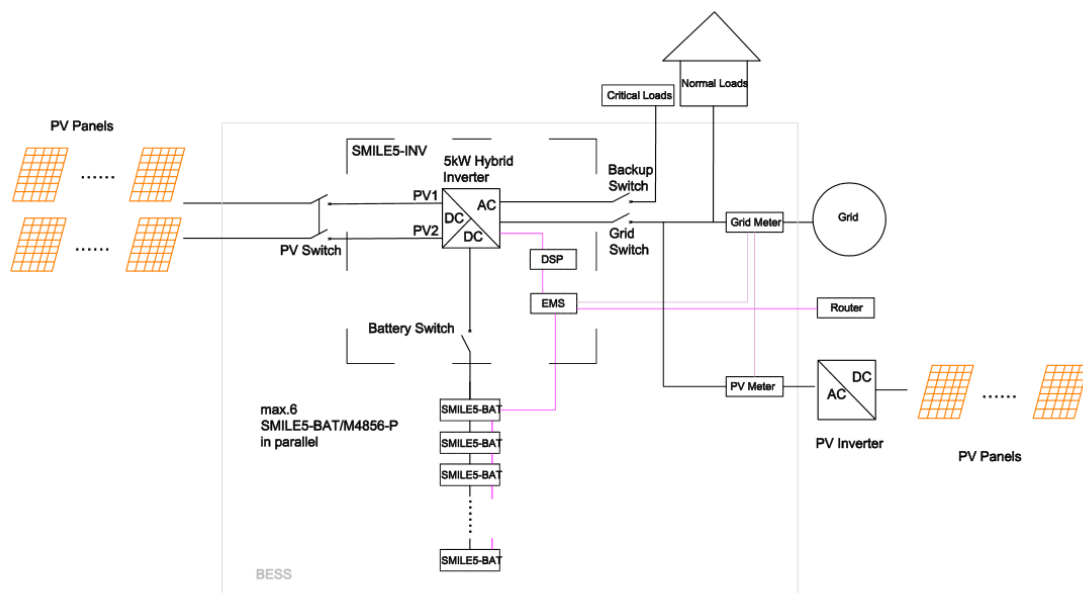 Critical Loads
Normal Loads
PV Panels
SMILE5-INV
5kW Hybrid
Inverter
Backup
Switch
PV1
AC
DC
DC
PV2
PV Switch
Grid
Switch
Grid Meter
Grid
DSP
EMS
Router
Battery Switch
PV Meter
DC
AC
PV Inverter
PV Panels
max.6
SMILE5-BAT/M4856-P
in parallel
SMILE5-BAT
SMILE5-BAT
SMILE5-BAT
SMILE5-BAT
BESS